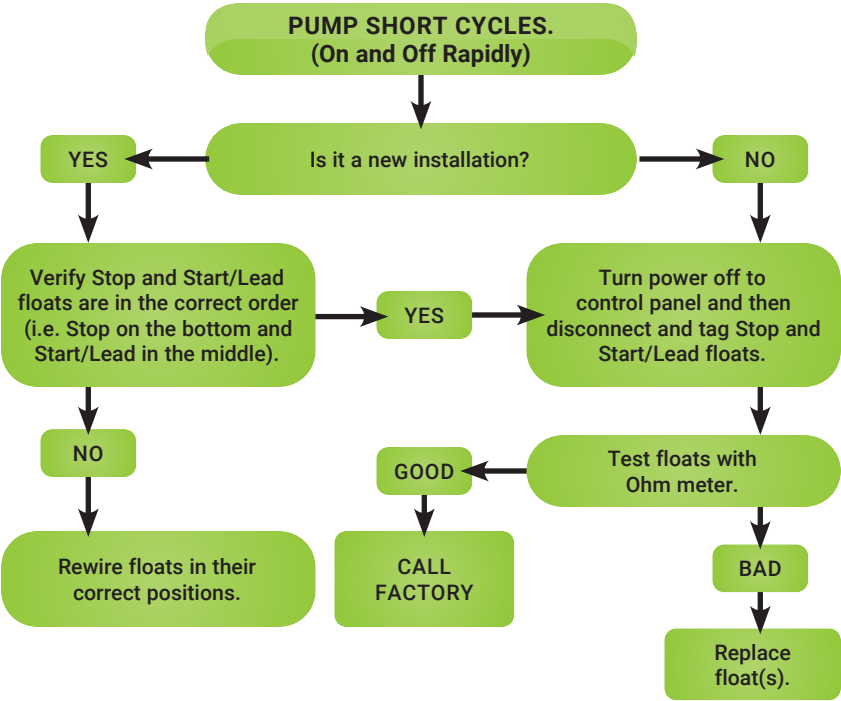 PUMP SHORT CYCLES.
(On and Off Rapidly)
Is it a new installation?
YES
NO
Verify Stop and Start/Lead
floats are in the correct order
(i.e. Stop on the bottom and
Start/Lead in the middle).
YES
Turn power off to
control panel and then
disconnect and tag Stop and
Start/Lead floats.
NO
GOOD
Test floats with
Ohm meter.
Rewire floats in their
correct positions.
CALL
FACTORY
BAD
Replace
float(s).